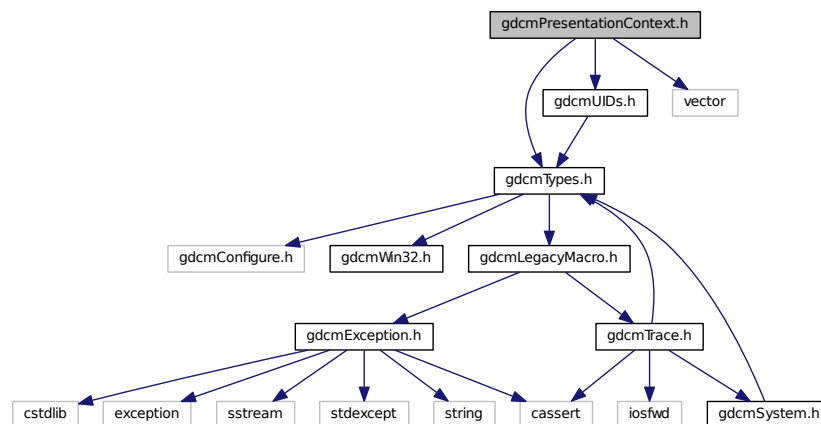 gdcmPresentationContext.h
gdcmUIDs.h
vector
gdcmTypes.h
gdcmConfigure.h
gdcmWin32.h
gdcmLegacyMacro.h
gdcmException.h
gdcmTrace.h
cstdlib
exception
sstream
stdexcept
string
cassert
iosfwd
gdcmSystem.h